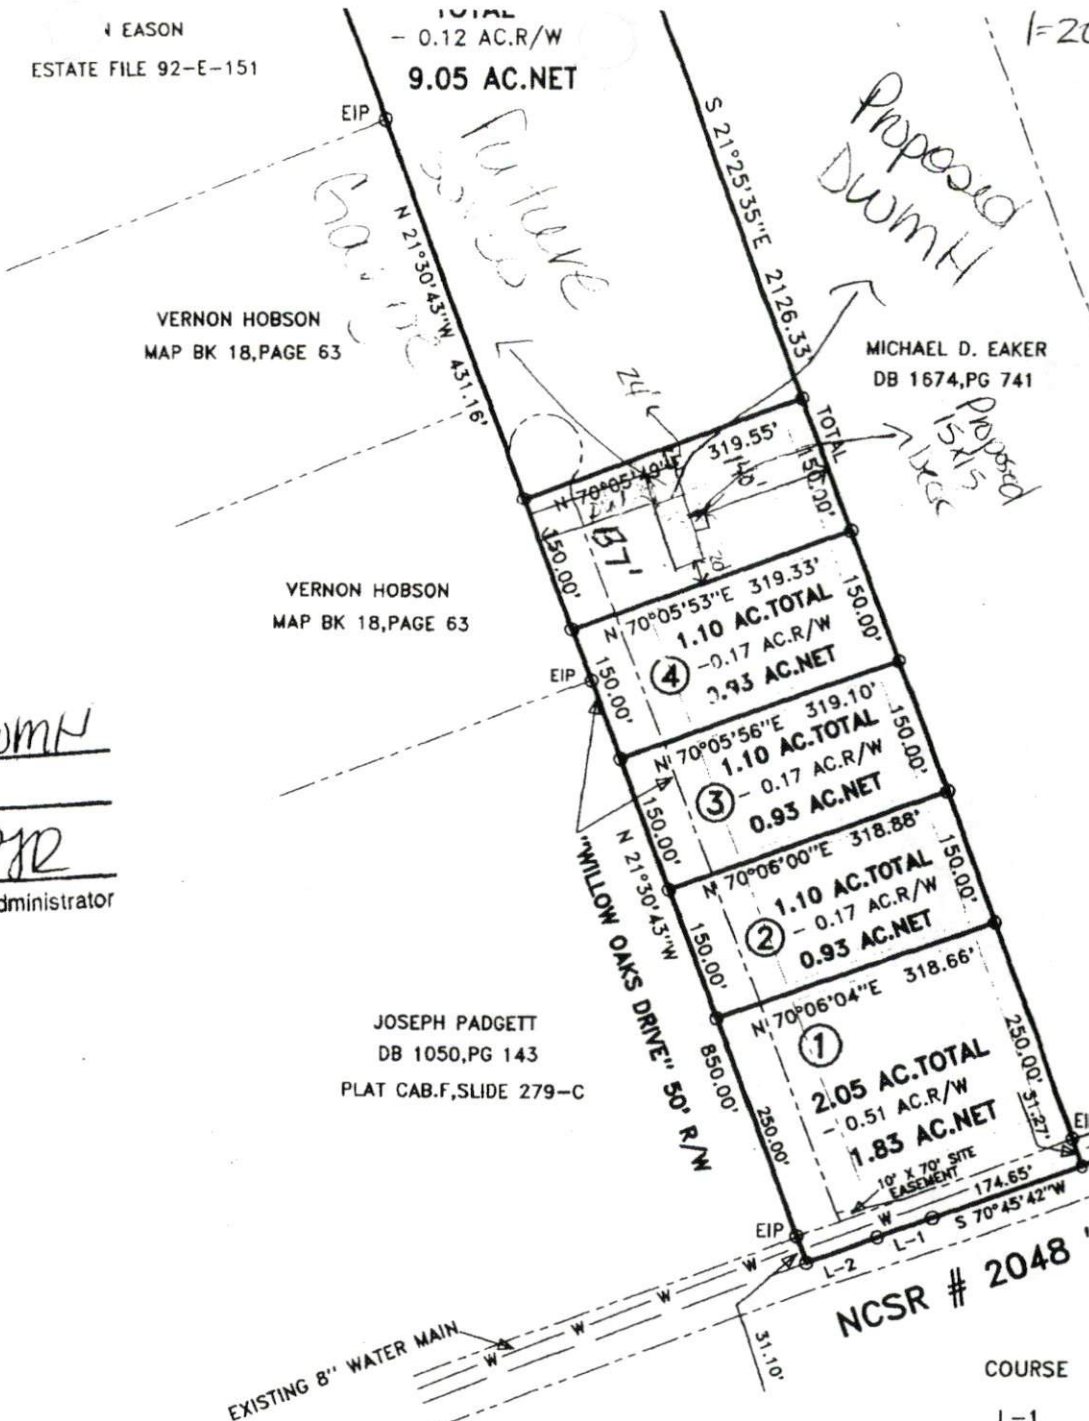 EASON
ESTATE FILE 92-E-151
TOTAL
- 0.12 AC.R/W
9.05 AC.NET
EIP
N 21°30'43"W 431.16'
Future
S 21°25'35"E 2126.33'
Proposed
DWMH
VERNON HOBSON
MAP BK 18,PAGE 63
MICHAEL D. EAKER
DB 1674,PG 741
24'
TOTAL
Proposed
15x15
Deck
319.55'
140'
150.00'
150.00'
VERNON HOBSON
MAP BK 18,PAGE 63
N 70°05'53"E 319.33'
4
1.10 AC.TOTAL
-0.17 AC.R/W
0.93 AC.NET
150.00'
EIP
150.00'
N 70°05'56"E 319.10'
3
1.10 AC.TOTAL
- 0.17 AC.R/W
0.93 AC.NET
150.00'
150.00'
N 21°30'43"W
N 70°06'00"E 318.88'
2
1.10 AC.TOTAL
- 0.17 AC.R/W
0.93 AC.NET
150.00'
150.00'
"WILLOW OAKS DRIVE" 50' R/W
N 70°06'04"E 318.66'
1
2.05 AC.TOTAL
- 0.51 AC.R/W
1.83 AC.NET
850.00'
250.00'
250.00'
31.27'
dministrator
JOSEPH PADGETT
DB 1050,PG 143
PLAT CAB.F,SLIDE 279-C
10' X 70' SITE
EASEMENT
174.65'
S 70°45'42"W
EIP
W
L-1
L-2
W
W
W
W
NCSR # 2048
31.10'
EXISTING 8" WATER MAIN
COURSE
L-1